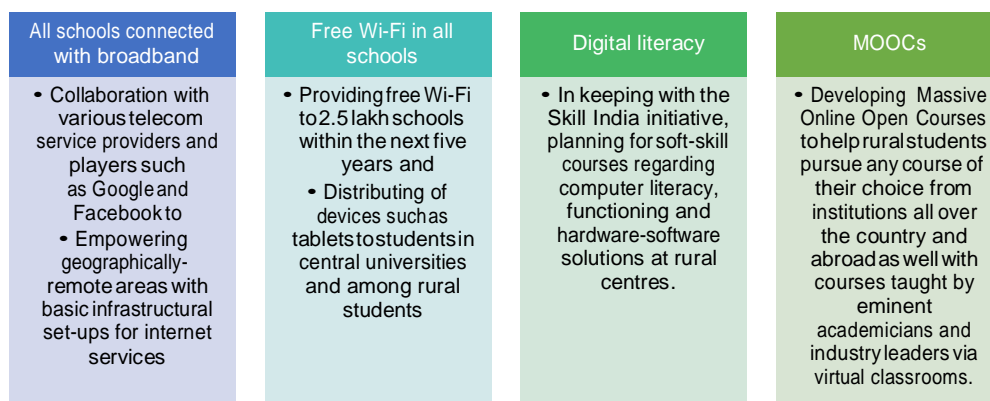 All schools connected
with broadband
• Collaboration with
various telecom
service providers and
players such
as Google and
Facebook to
• Empowering
geographically-
remote areas with
basic infrastructural
set-ups for internet
services
Free Wi-Fi in all
schools
• Providing free Wi-Fi
to 2.5 lakh schools
within the next five
years and
• Distributing of
devices such as
tablets to students in
central universities
and among rural
students
Digital literacy
• In keeping with the
Skill India initiative,
planning for soft-skill
courses regarding
computer literacy,
functioning and
hardware-software
solutions at rural
centres.
MOOCs
• Developing Massive
Online Open Courses
to help rural students
pursue any course of
their choice from
institutions all over
the country and
abroad as well with
courses taught by
eminent
academicians and
industry leaders via
virtual classrooms.